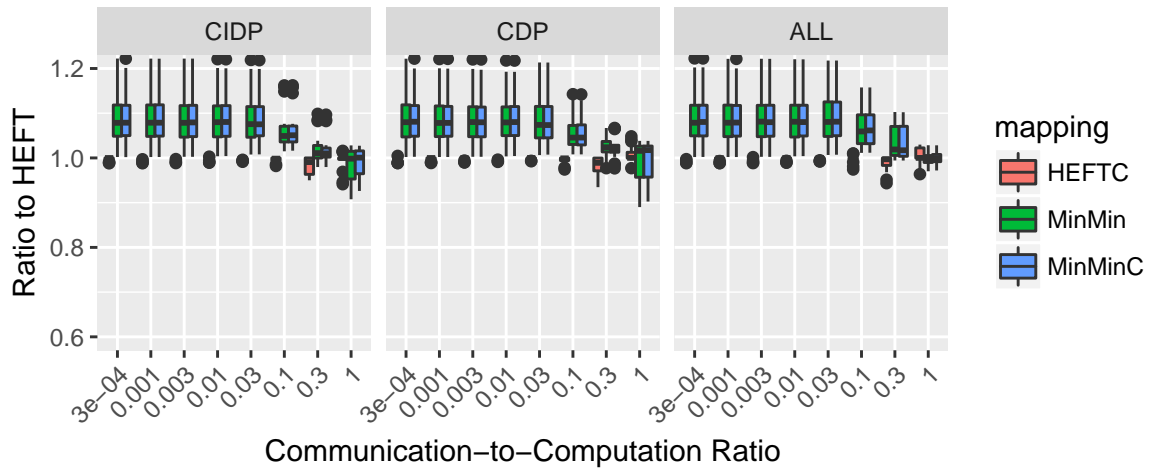 CIDP CDP ALL
1.2
1.0
0.8
0.6
Ratio to HEFT
3e−04 0.001 0.003 0.01 0.03 0.1 0.3 1 3e−04 0.001 0.003 0.01 0.03 0.1 0.3 1 3e−04 0.001 0.003 0.01 0.03 0.1 0.3 1
Communication−to−Computation Ratio
mapping
HEFTC
MinMin
MinMinC